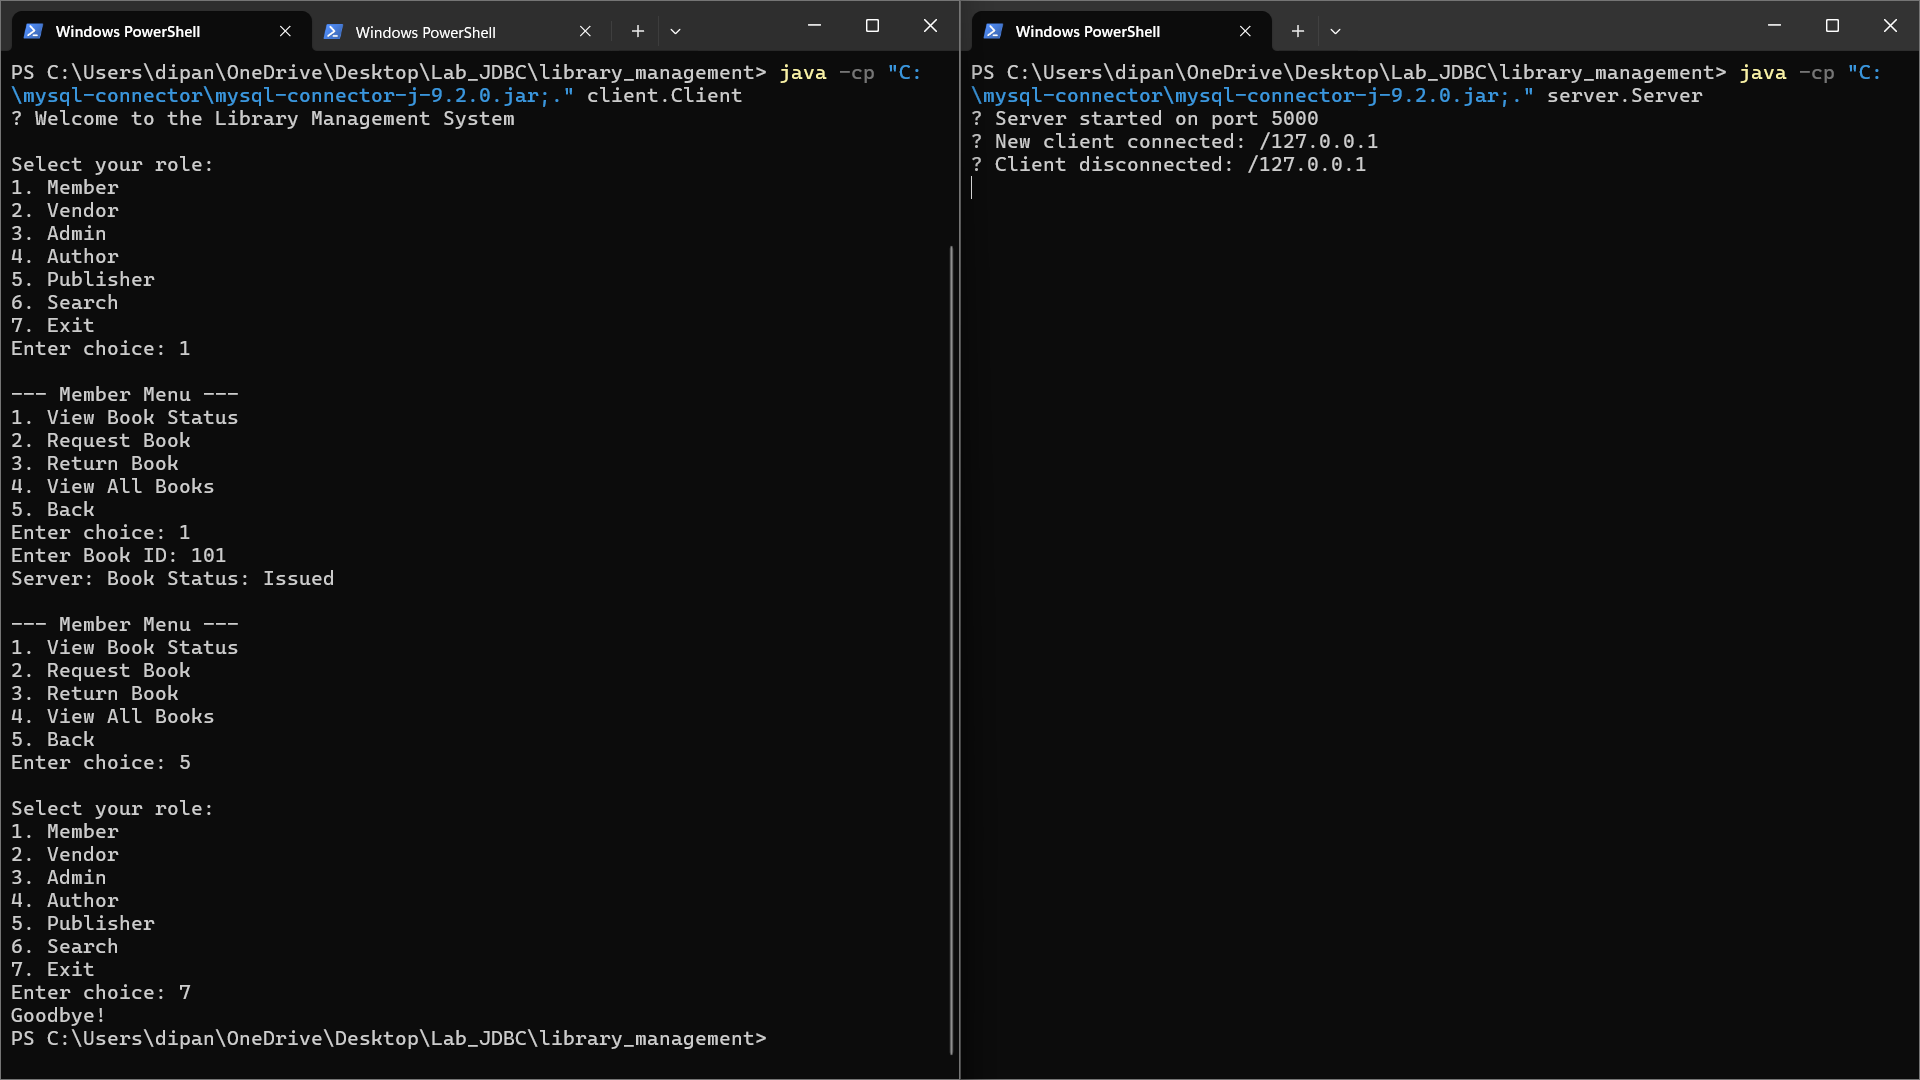 Windows PowerShell
Windows PowerShell
PS C:\Users\dipan\OneDrive\Desktop\Lab_JDBC\library_management> java -cp "C:
\mysql-connector\mysql-connector-j-9.2.0.jar;." client.Client
? Welcome to the Library Management System
Select your role:
1. Member
2. Vendor
3. Admin
4. Author
5. Publisher
6. Search
7. Exit
Enter choice: 1
--- Member Menu ---
1. View Book Status
2. Request Book
3. Return Book
4. View All Books
5. Back
Enter choice: 1
Enter Book ID: 101
Server: Book Status: Issued
--- Member Menu ---
1. View Book Status
2. Request Book
3. Return Book
4. View All Books
5. Back
Enter choice: 5
Select your role:
1. Member
2. Vendor
3. Admin
4. Author
5. Publisher
6. Search
7. Exit
Enter choice: 7
Goodbye!
PS C:\Users\dipan\OneDrive\Desktop\Lab_JDBC\library_management>
Windows PowerShell
PS C:\Users\dipan\OneDrive\Desktop\Lab_JDBC\library_management> java -cp "C:
\mysql-connector\mysql-connector-j-9.2.0.jar;." server.Server
? Server started on port 5000
? New client connected: /127.0.0.1
? Client disconnected: /127.0.0.1